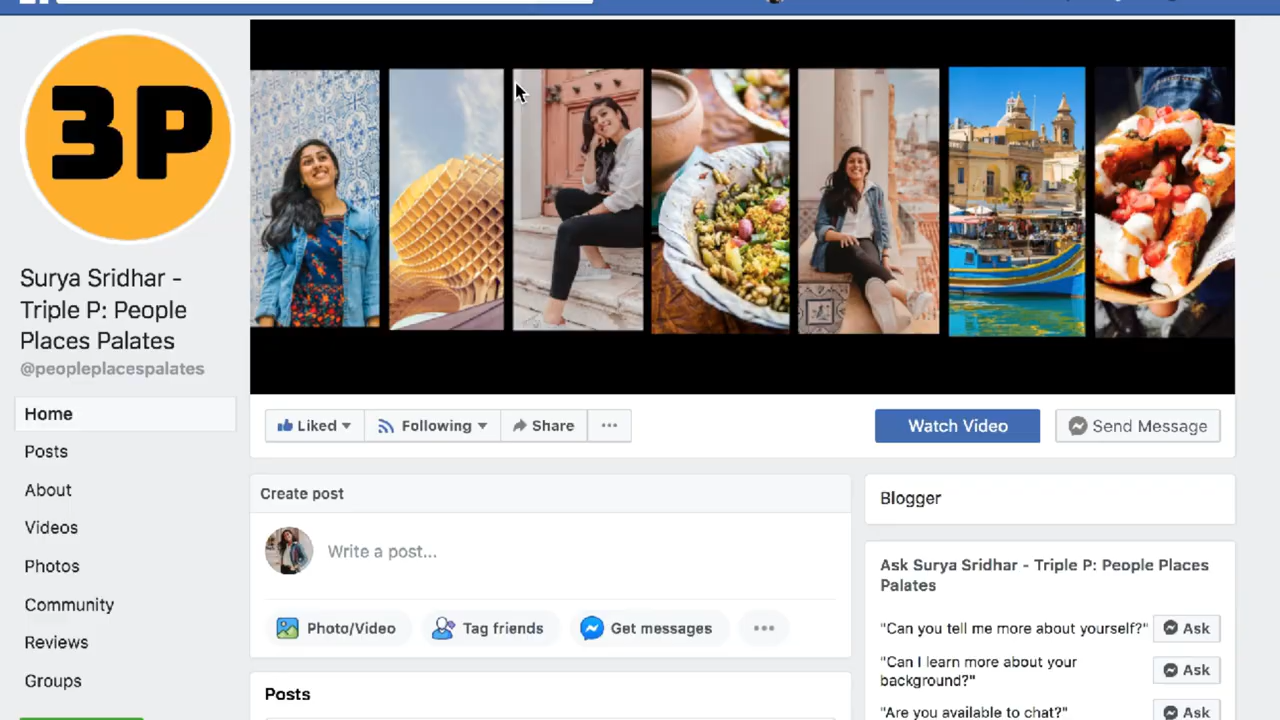 3P
Surya Sridhar -
Triple P: People
Places Palates
@peopleplacespalates
Home
Posts
About
Videos
Photos
Community
Reviews
Groups
Liked
Following
Share
Watch Video
Send Message
Create post
Write a post...
Photo/Video
Tag friends
Get messages
Posts
Blogger
Ask Surya Sridhar - Triple P: People Places
Palates
"Can you tell me more about yourself?" Ask
"Can I learn more about your
background?" Ask
"Are you available to chat?" Ask